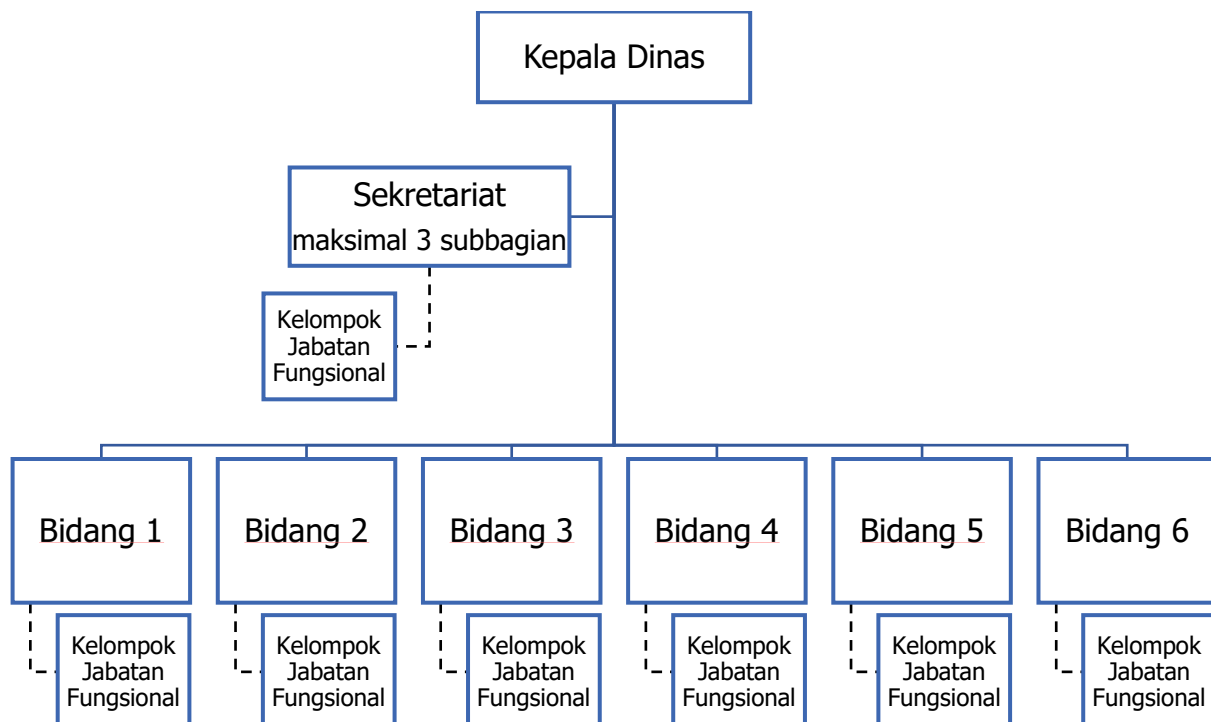 Kepala Dinas
Sekretariat
maksimal 3 subbagian
Kelompok
Jabatan
Fungsional
Bidang 1
Bidang 2
Bidang 3
Bidang 4
Bidang 5
Bidang 6
Kelompok
Jabatan
Fungsional
Kelompok
Jabatan
Fungsional
Kelompok
Jabatan
Fungsional
Kelompok
Jabatan
Fungsional
Kelompok
Jabatan
Fungsional
Kelompok
Jabatan
Fungsional